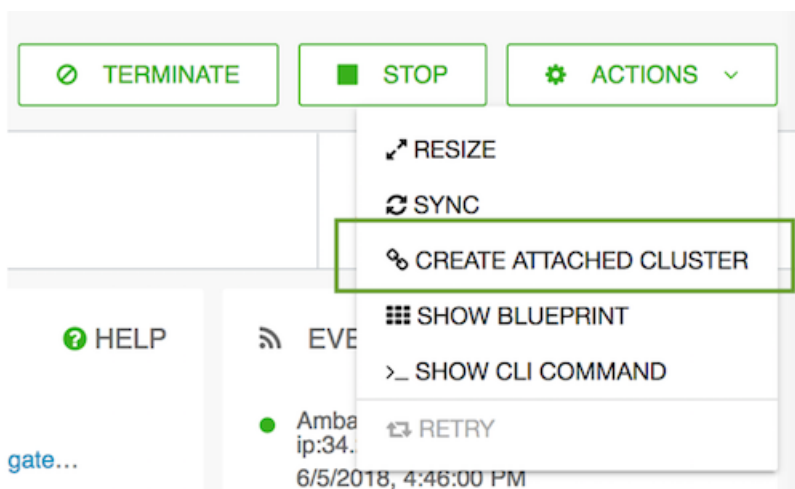 TERMINATE
STOP
ACTIONS
RESIZE
SYNC
CREATE ATTACHED CLUSTER
SHOW BLUEPRINT
>_ SHOW CLI COMMAND
RETRY
HELP
gate...
6/5/2018, 4:46:00 PM